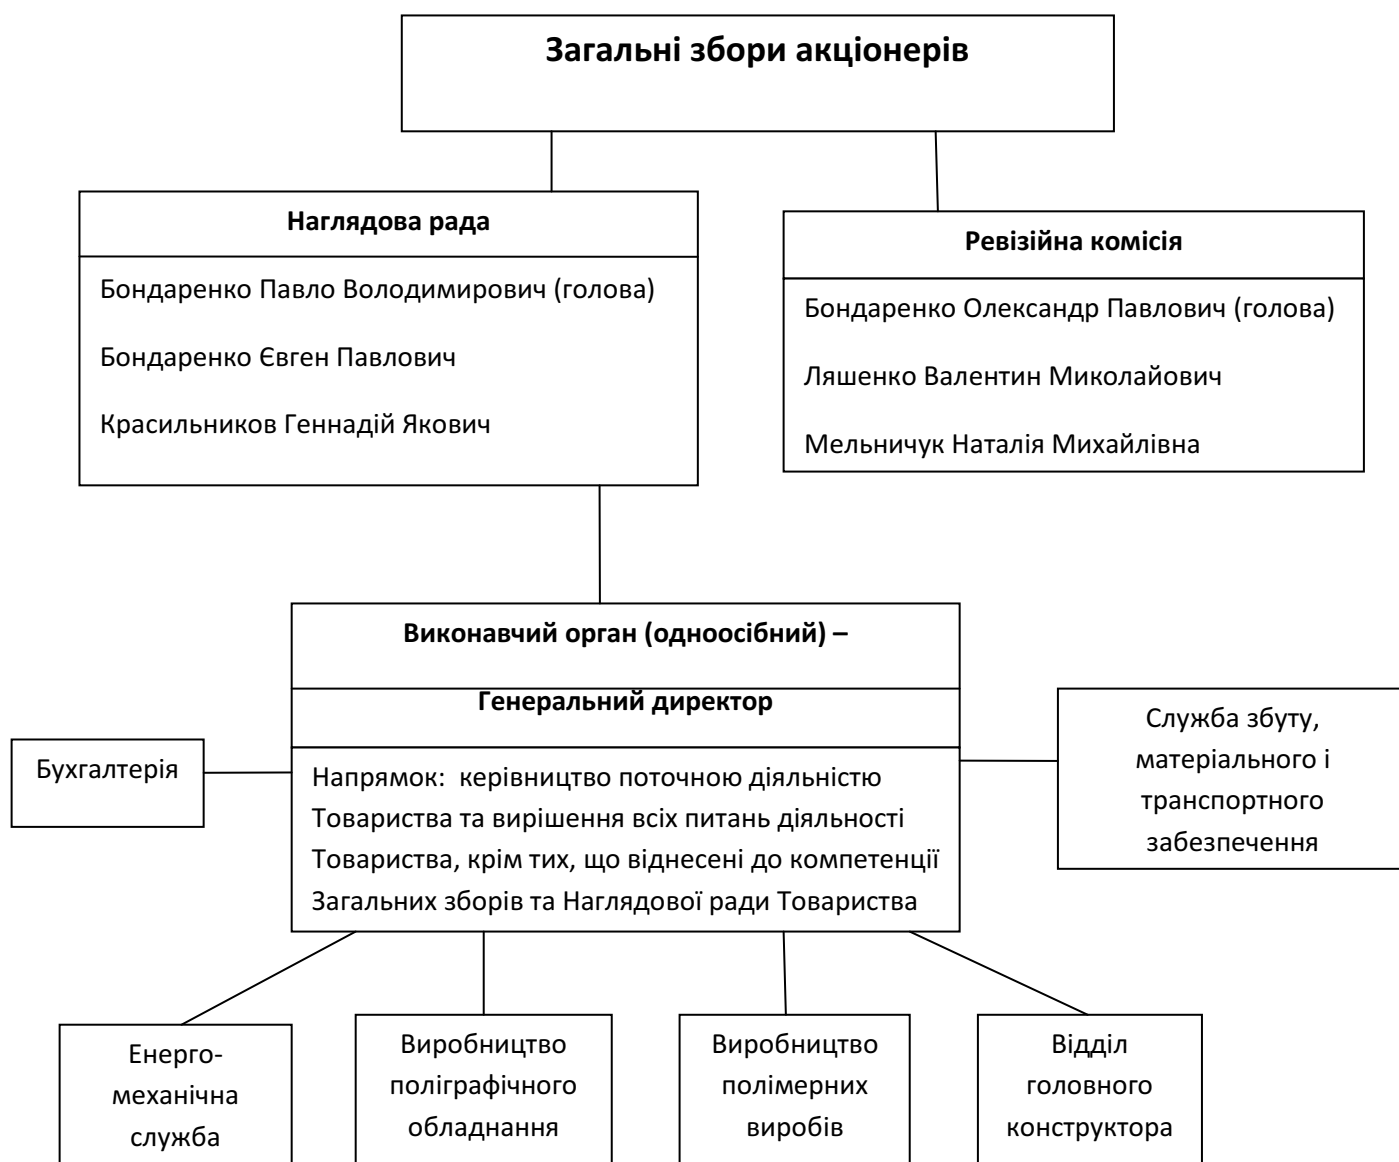 Загальні збори акціонерів
Наглядова рада
Бондаренко Павло Володимирович (голова)
Бондаренко Євген Павлович
Красильников Геннадій Якович
Ревізійна комісія
Бондаренко Олександр Павлович (голова)
Ляшенко Валентин Миколайович
Мельничук Наталія Михайлівна
Виконавчий орган (одноосібний) –
Генеральний директор
Напрямок:  керівництво поточною діяльністю
Товариства та вирішення всіх питань діяльності
Товариства, крім тих, що віднесені до компетенції
Загальних зборів та Наглядової ради Товариства
Бухгалтерія
Служба збуту,
матеріального і
транспортного
забезпечення
Енерго-
механічна
служба
Виробництво
поліграфічного
обладнання
Виробництво
полімерних
виробів
Відділ
головного
конструктора